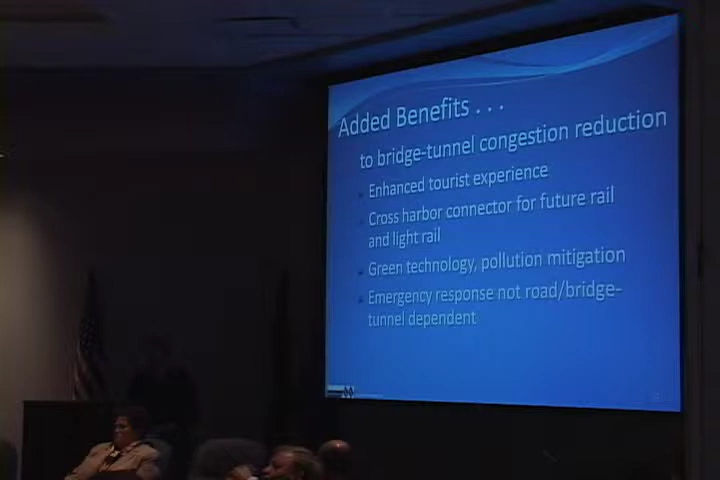 Added Benefits . . .
to bridge-tunnel congestion reduction
Enhanced tourist experience
Cross harbor connector for future rail
and light rail
Green technology, pollution mitigation
Emergency response not road/bridge-
tunnel dependent